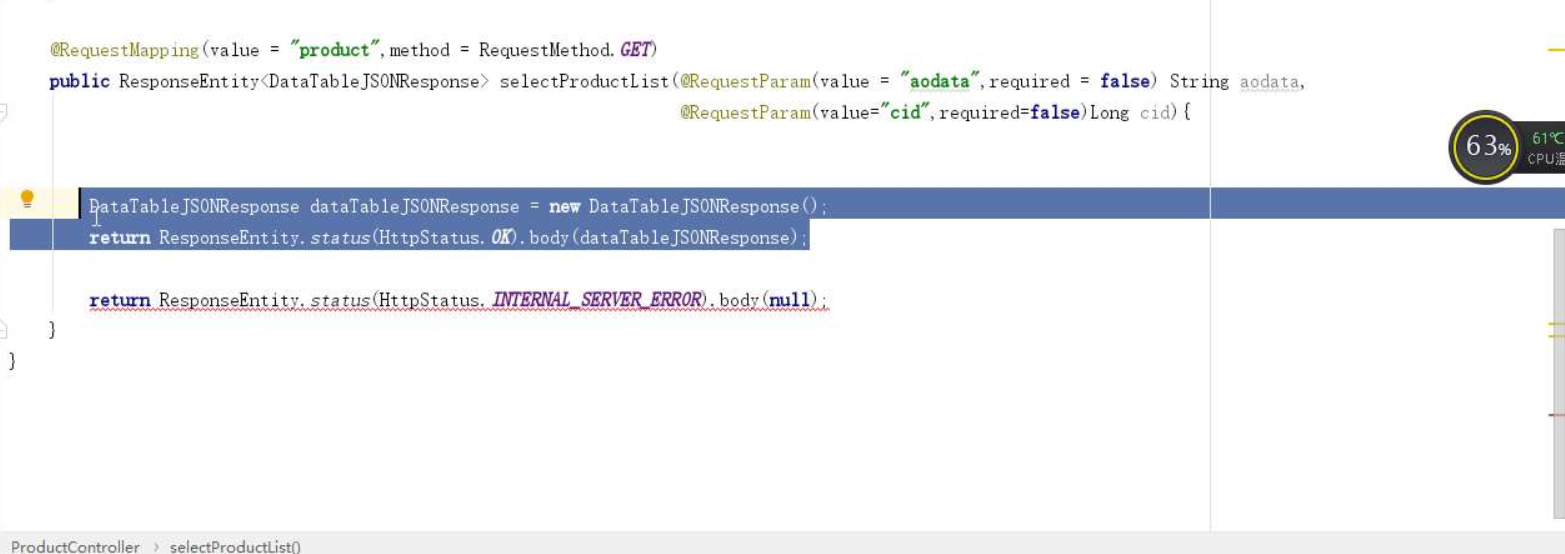 @RequestMapping(value = "product",method = RequestMethod.GET)
public ResponseEntity<DataTableJSONResponse> selectProductList(@RequestParam(value = "aodata",required = false) String aodata,
@RequestParam(value="cid",required=false)Long cid){
63%
61℃
CPU温
DataTableJSONResponse dataTableJSONResponse = new DataTableJSONResponse();
return ResponseEntity.status(HttpStatus.OK).body(dataTableJSONResponse);
return ResponseEntity.status(HttpStatus.INTERNAL_SERVER_ERROR).body(null);
}
}
ProductController › selectProductList()